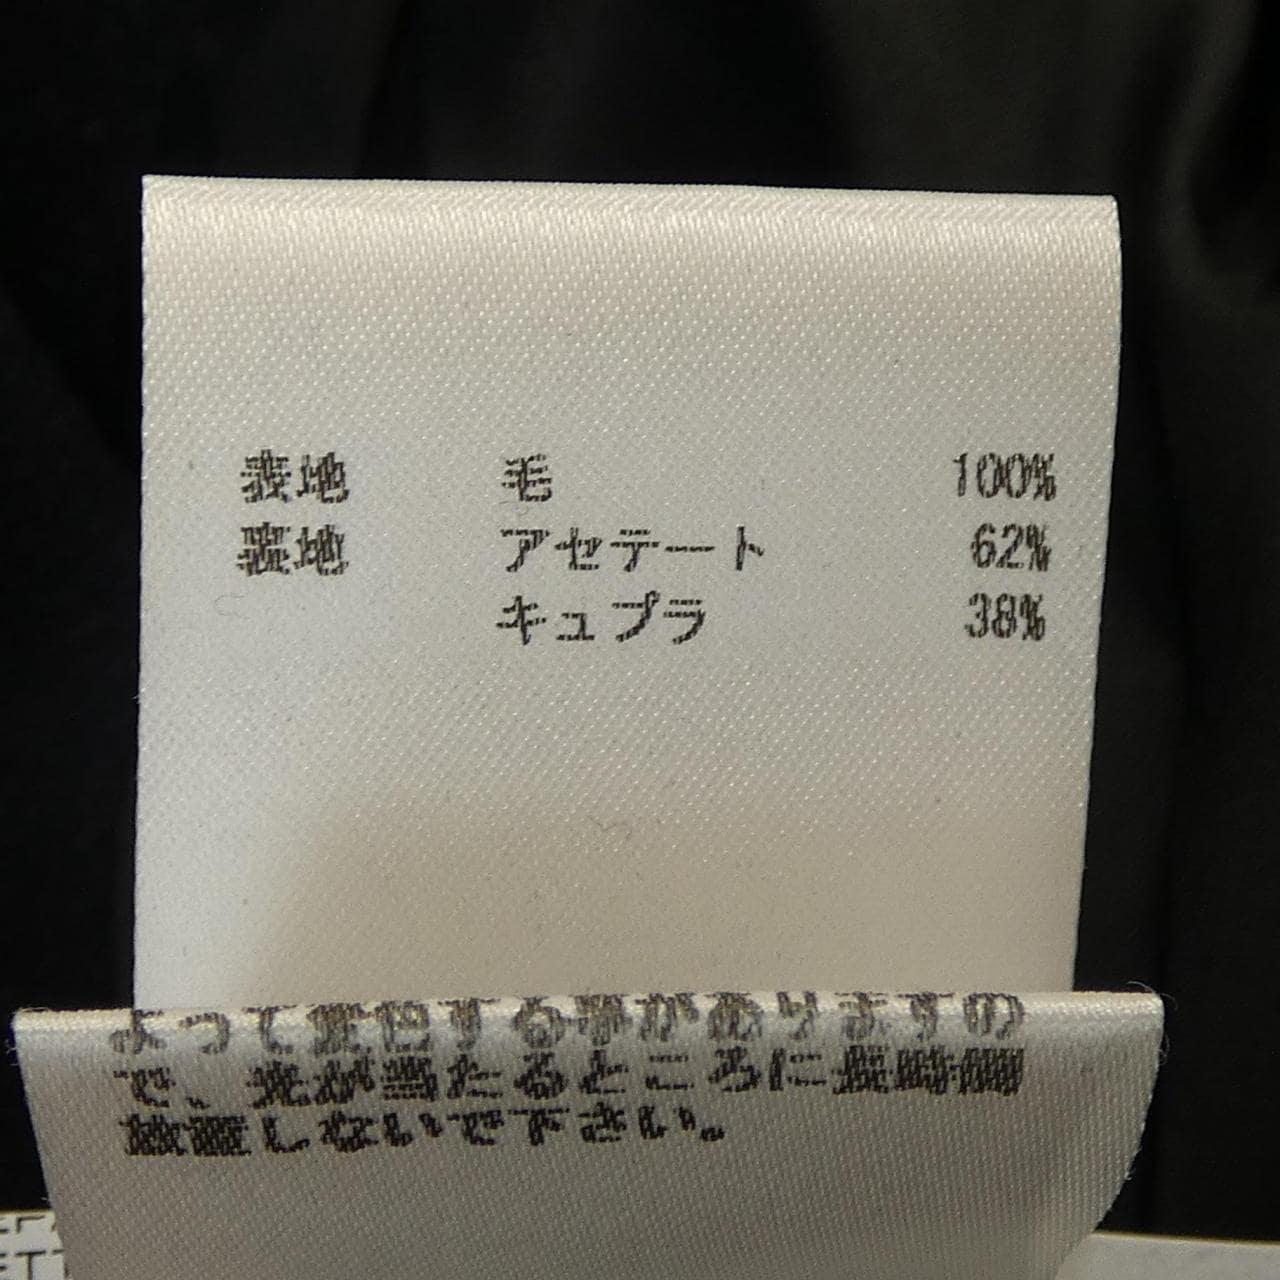 表地 毛 100%
裏地 アセテート 62%
キュプラ 38%
よって変色する事がありますの
で、光が当たるところに長時間
放置しないで下さい。